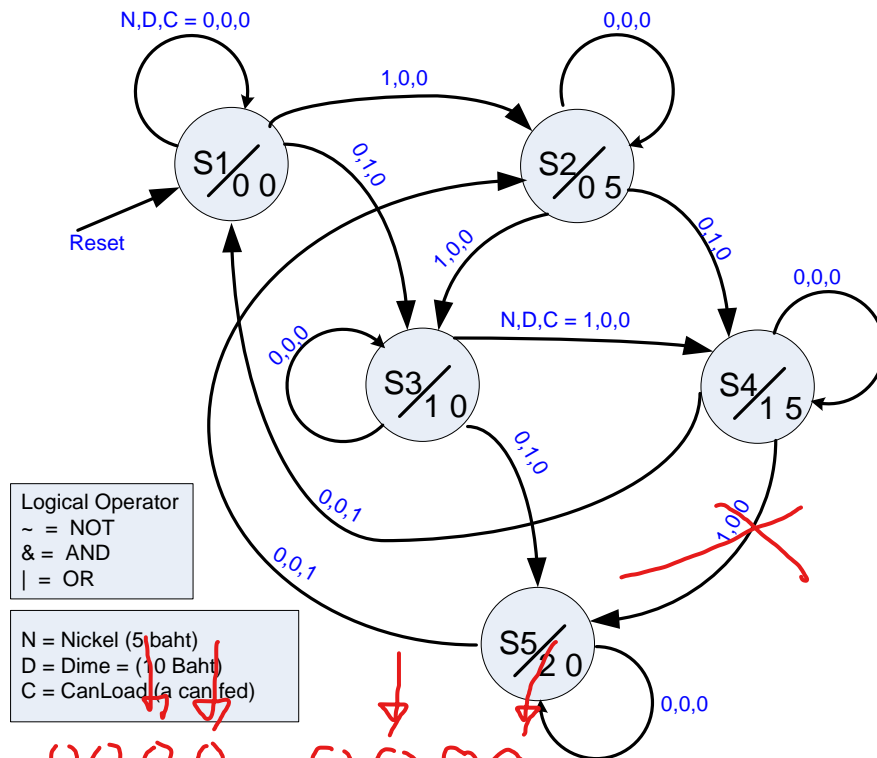 N,D,C = 0,0,0
0,0,0
1,0,0
S1
0 0
S2
0 5
0,1,0
Reset
1,0,0
0,1,0
0,0,0
N,D,C = 1,0,0
0,0,0
S3
1 0
S4
1 5
0,1,0
0,0,1
1,0,0
0,0,1
Logical Operator
~ = NOT
& = AND
| = OR
S5
2 0
0,0,0
N = Nickel (5 baht)
D = Dime = (10 Baht)
C = CanLoad (a can fed)